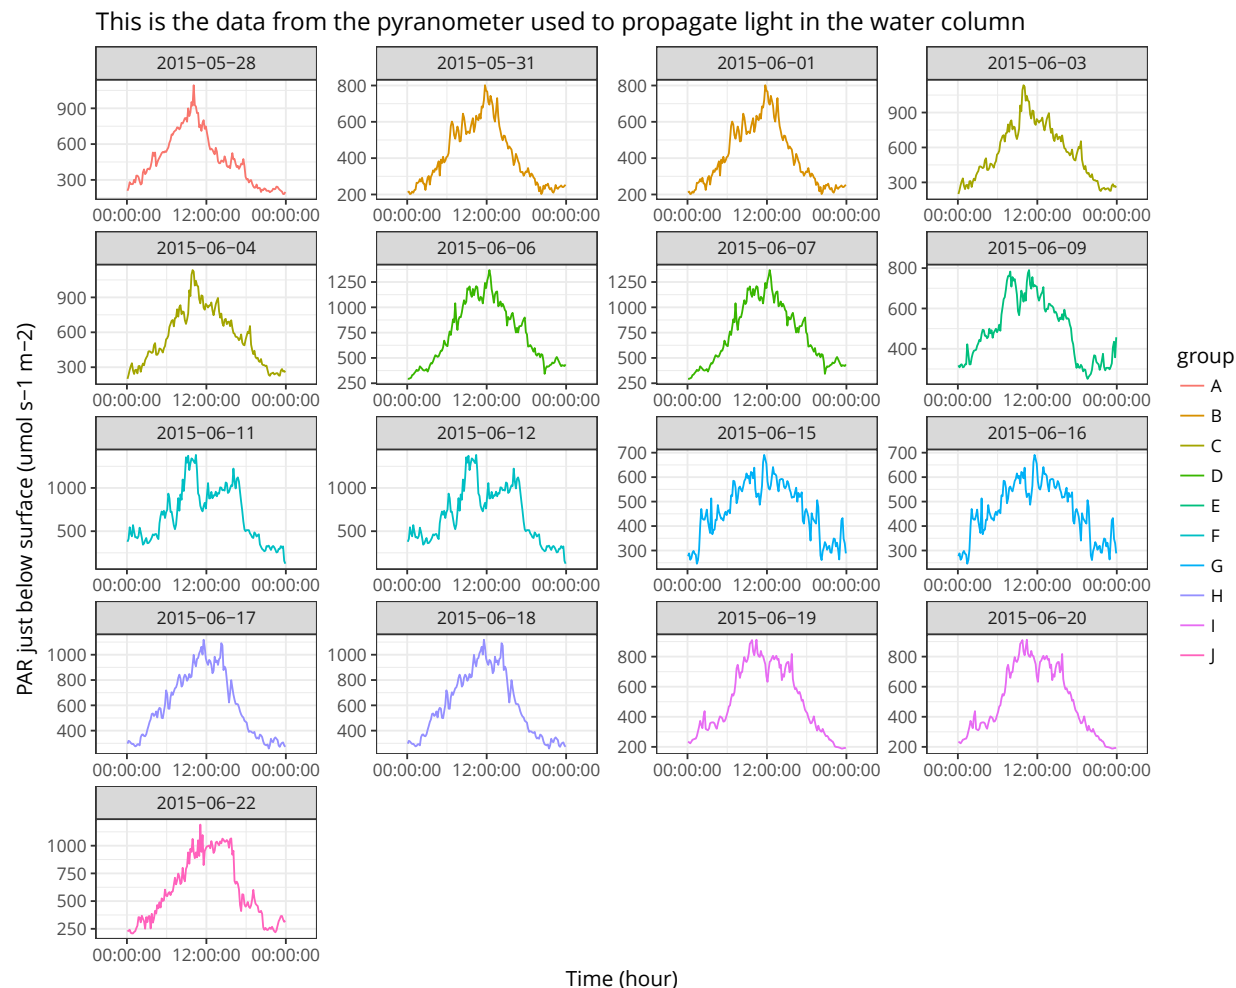 This is the data from the pyranometer used to propagate light in the water column
2015−05−28 2015−05−31 2015−06−01 2015−06−03
900 800 800 900
600 600 600 600
300 400 400 300
200 200
00:00:00 12:00:00 00:00:00 00:00:00 12:00:00 00:00:00 00:00:00 12:00:00 00:00:00 00:00:00 12:00:00 00:00:00
2015−06−04 2015−06−06 2015−06−07 2015−06−09
900 1250 1250 800
600 1000 1000 600
300 750 750 400
500 500
250 250
00:00:00 12:00:00 00:00:00 00:00:00 12:00:00 00:00:00 00:00:00 12:00:00 00:00:00 00:00:00 12:00:00 00:00:00
2015−06−11 2015−06−12 2015−06−15 2015−06−16
1000 1000 700 700
500 500 600 600
500 500
400 400
300 300
00:00:00 12:00:00 00:00:00 00:00:00 12:00:00 00:00:00 00:00:00 12:00:00 00:00:00 00:00:00 12:00:00 00:00:00
2015−06−17 2015−06−18 2015−06−19 2015−06−20
1000 1000 800 800
800 800 600 600
600 600 400 400
400 400 200 200
00:00:00 12:00:00 00:00:00 00:00:00 12:00:00 00:00:00 00:00:00 12:00:00 00:00:00 00:00:00 12:00:00 00:00:00
2015−06−22
1000
750
500
250
00:00:00 12:00:00 00:00:00
Time (hour)
PAR just below surface (umol s−1 m−2)
group
A
B
C
D
E
F
G
H
I
J